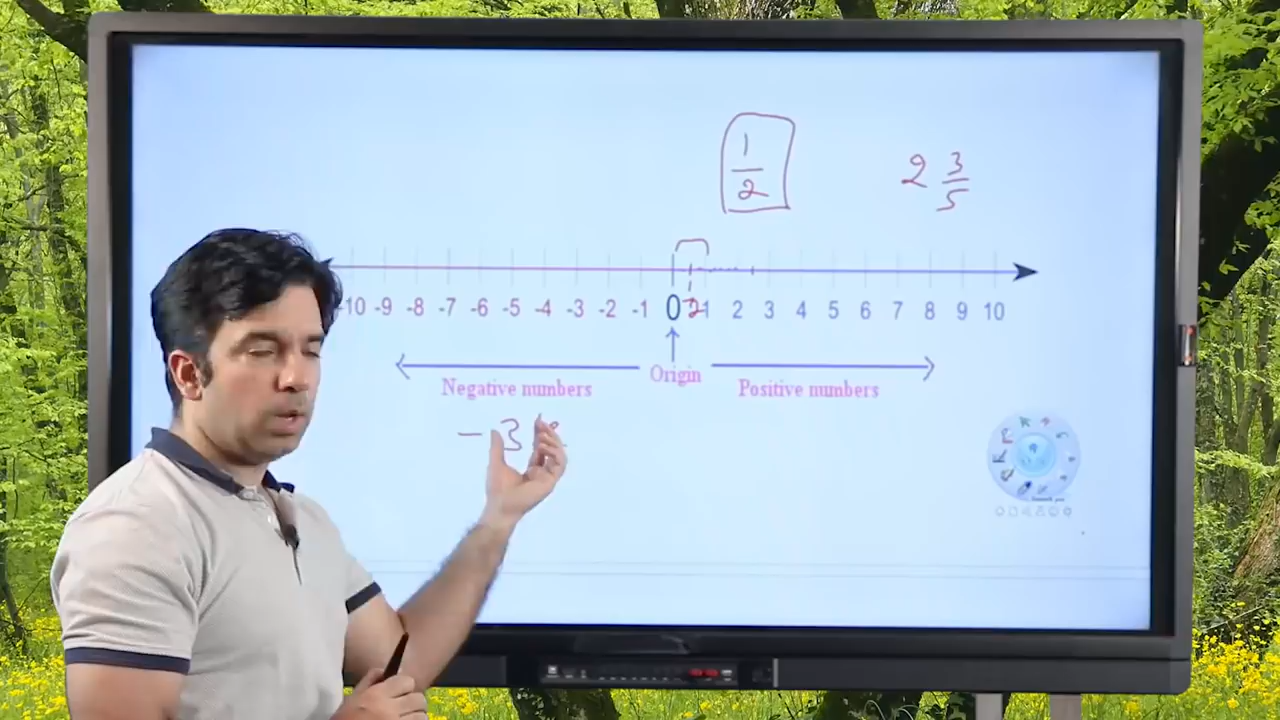 1/2
2 3/5
-10 -9 -8 -7 -6 -5 -4 -3 -2 -1 0 1 2 3 4 5 6 7 8 9 10
Origin
Negative numbers
Positive numbers
- 3